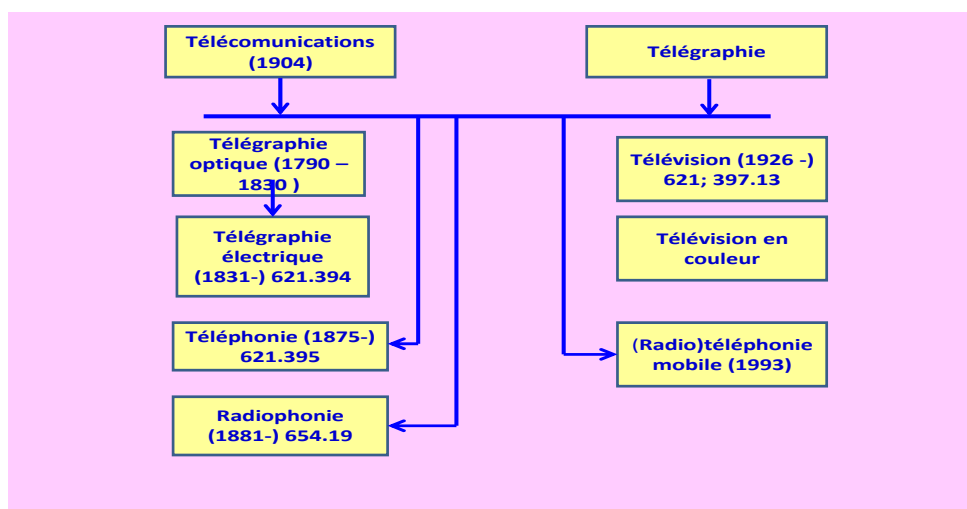 Télécomunications
(1904)
Télégraphie
Télégraphie
optique (1790 –
1830 )
Télévision (1926 -)
621; 397.13
Télégraphie
électrique
(1831-) 621.394
Télévision en
couleur
Téléphonie (1875-)
621.395
(Radio)téléphonie
mobile (1993)
Radiophonie
(1881-) 654.19